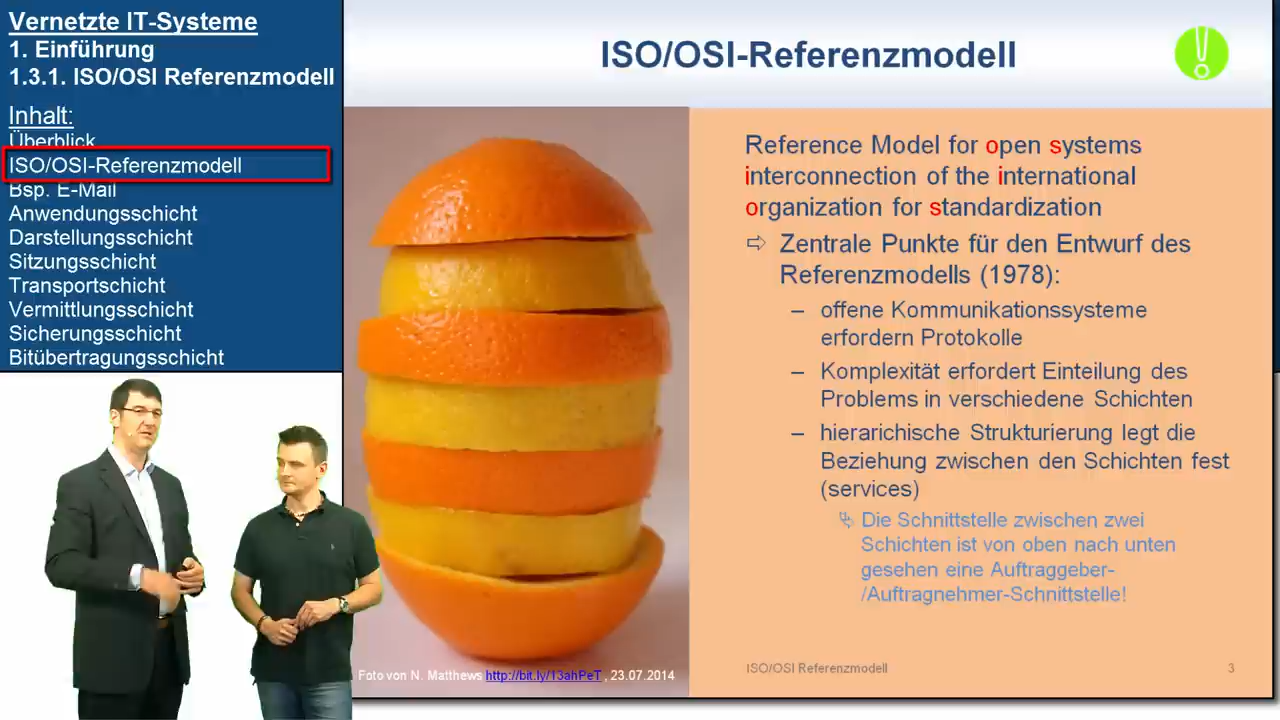 Vernetzte IT-Systeme
1. Einführung
1.3.1. ISO/OSI Referenzmodell
Inhalt:
Überblick
ISO/OSI-Referenzmodell
Bsp. E-Mail
Anwendungsschicht
Darstellungsschicht
Sitzungsschicht
Transportschicht
Vermittlungsschicht
Sicherungsschicht
Bitübertragungsschicht
ISO/OSI-Referenzmodell
Reference Model for open systems
interconnection of the international
organization for standardization
⇨ Zentrale Punkte für den Entwurf des
Referenzmodells (1978):
– offene Kommunikationssysteme
erfordern Protokolle
– Komplexität erfordert Einteilung des
Problems in verschiedene Schichten
– hierarichische Strukturierung legt die
Beziehung zwischen den Schichten fest
(services)
Die Schnittstelle zwischen zwei
Schichten ist von oben nach unten
gesehen eine Auftraggeber-
/Auftragnehmer-Schnittstelle!
Foto von N. Matthews http://bit.ly/13ahPeT , 23.07.2014
ISO/OSI Referenzmodell 3